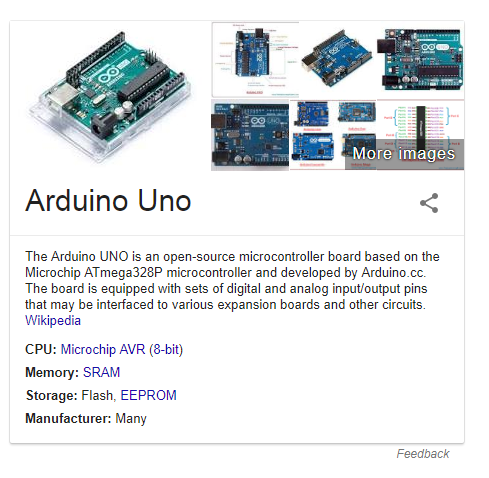 More images
Arduino Uno
The Arduino UNO is an open-source microcontroller board based on the
Microchip ATmega328P microcontroller and developed by Arduino.cc.
The board is equipped with sets of digital and analog input/output pins
that may be interfaced to various expansion boards and other circuits.
Wikipedia
CPU: Microchip AVR (8-bit)
Memory: SRAM
Storage: Flash, EEPROM
Manufacturer: Many
Feedback